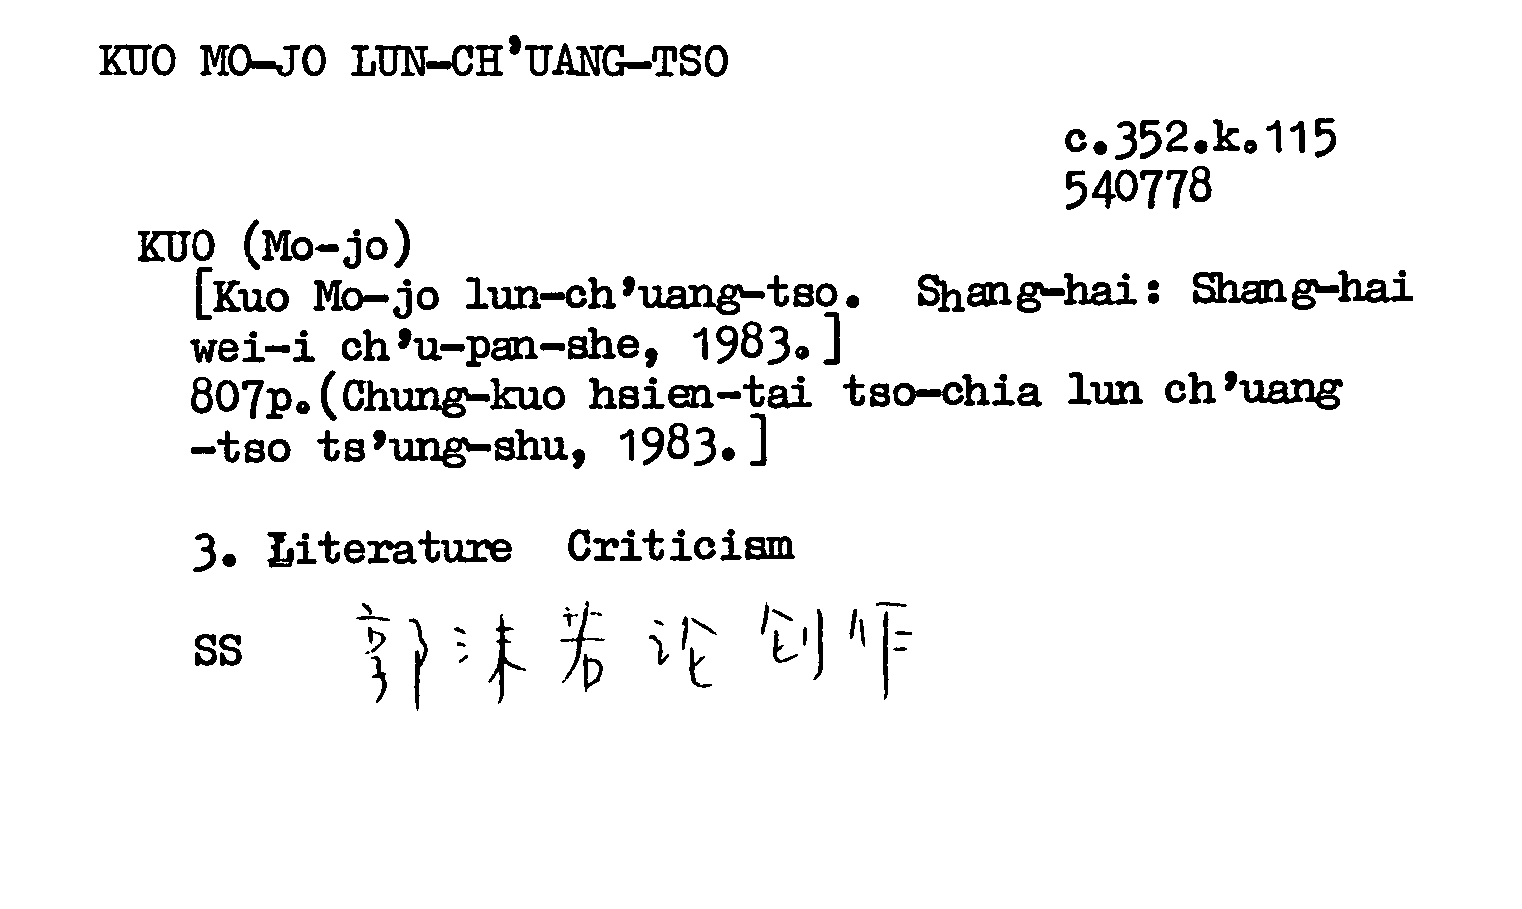 KUO MO-JO LUN-CH'UANG-TSO
c.352.k.115
540778
KUO (Mo-jo)
[Kuo Mo-jo lun-ch'uang-tso. Shang-hai: Shang-hai
wei-i ch'u-pan-she, 1983.]
807p.(Chung-kuo hsien-tai tso-chia lun ch'uang
-tso ts'ung-shu, 1983.]
3. Literature Criticism
SS 郭沫若论创作